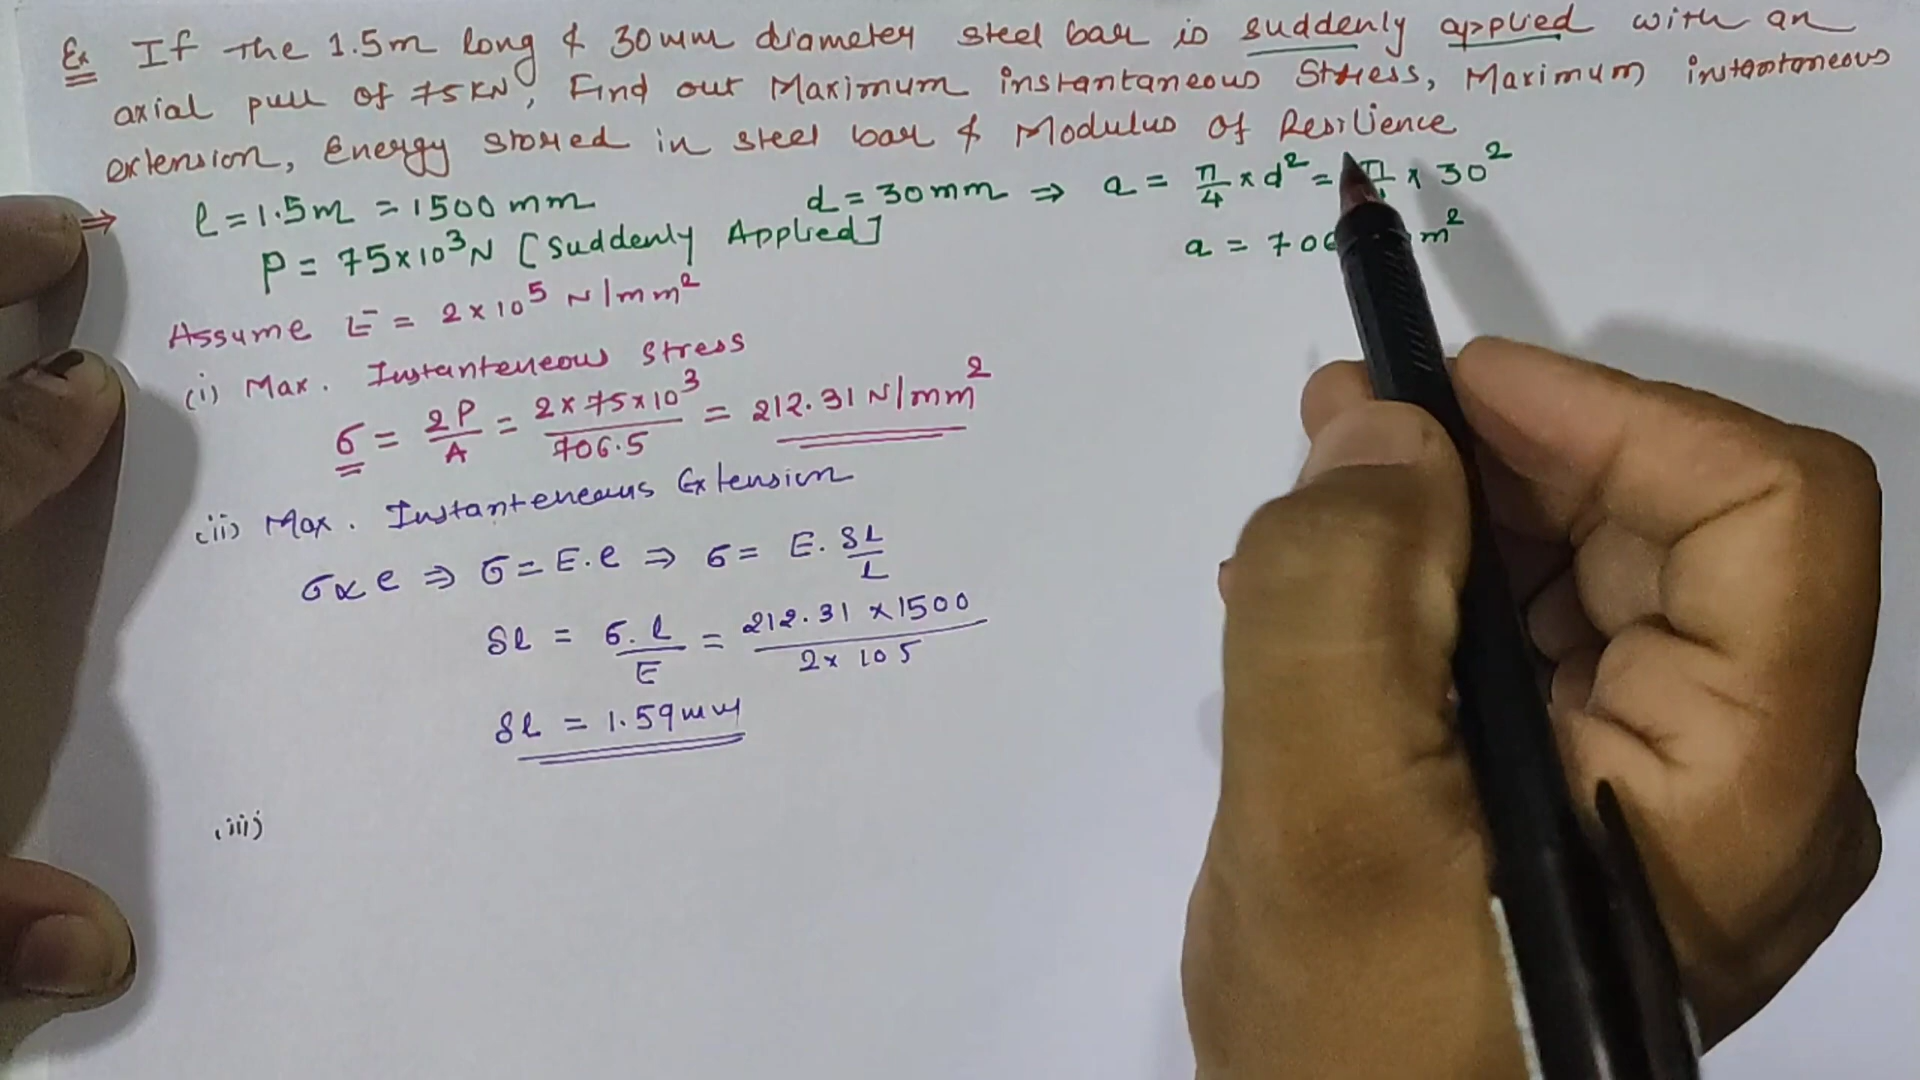 Ex If the 1.5m long & 30mm diameter steel bar is suddenly applied with an
axial pull of 75KN, Find out Maximum instantaneous Stress, Maximum instantaneous
extension, Energy stored in steel bar & Modulus of Resilience
⇒ l = 1.5m = 1500 mm d = 30mm ⇒ a = π/4 × d² = π × 30²
P = 75×10³N [Suddenly Applied] a = 706 m²
Assume E = 2×10⁵ N/mm²
(i) Max. Instanteneous Stress
σ = 2P/A = 2×75×10³/706.5 = 212.31 N/mm²
(ii) Max. Instanteneous Extension
σ∝e ⇒ σ=E.e ⇒ σ= E. δL/L
δl = σ.l/E = 212.31 ×1500/2×10⁵
δl = 1.59mm
(iii)